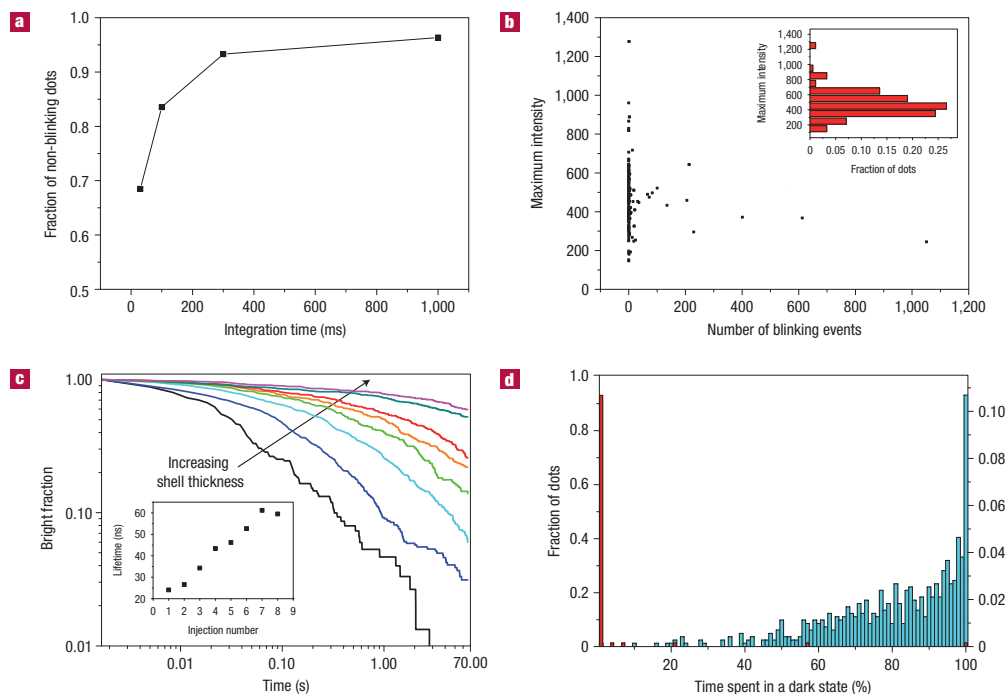 a
1.0
0.9
0.8
0.7
0.6
0.5
Fraction of non-blinking dots
0 200 400 600 800 1,000
Integration time (ms)
b
1,400
1,200
1,000
800
600
400
200
0
Maximum intensity
0 200 400 600 800 1,000 1,200
Number of blinking events
1,400
1,000
800
600
400
200
Maximum intensity
0 0.05 0.10 0.15 0.20 0.25
Fraction of dots
c
1.00
0.10
0.01
Bright fraction
Increasing
shell thickness
60
50
40
30
20
Lifetime (ns)
0 1 2 3 4 5 6 7 8 9
Injection number
0.01 0.10 1.00 70.00
Time (s)
d
1.0
0.8
0.6
0.4
0.2
0
Fraction of dots
0.10
0.08
0.06
0.04
0.02
0
20 40 60 80 100
Time spent in a dark state (%)